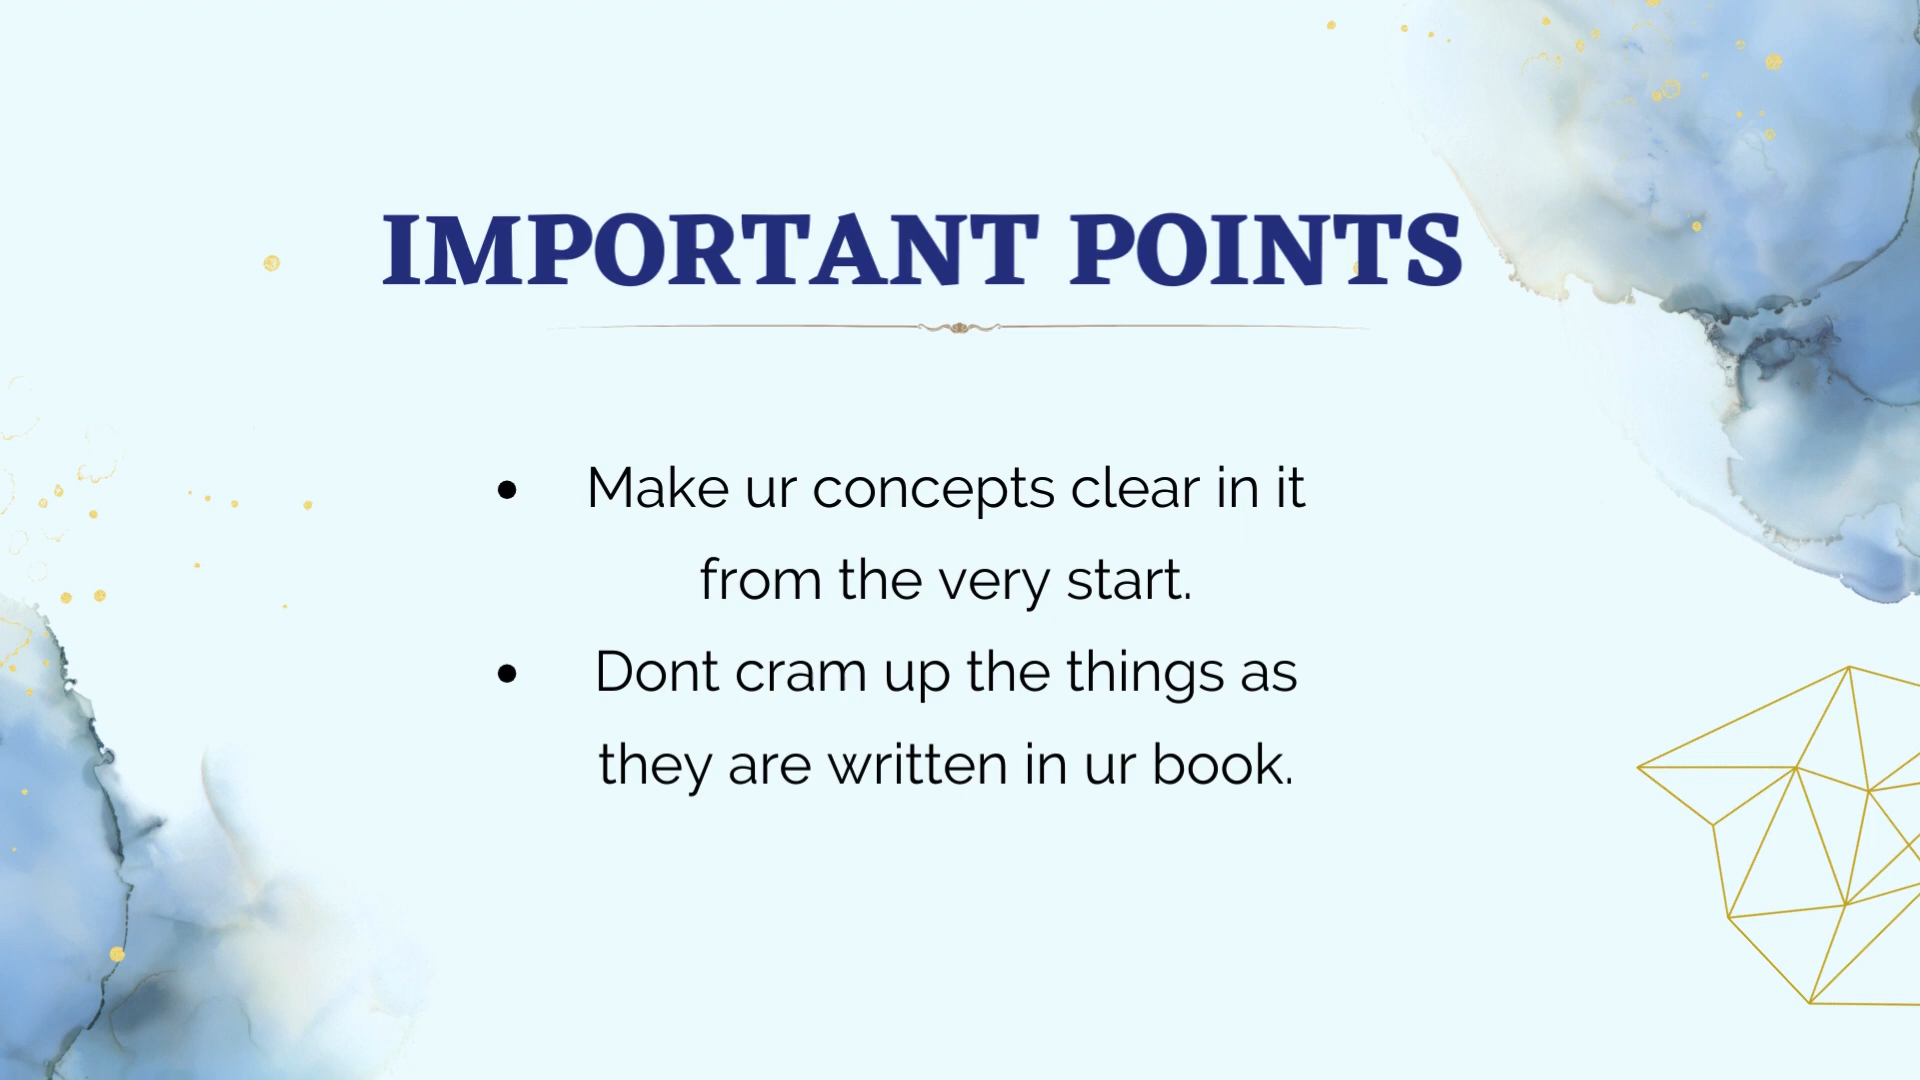 IMPORTANT POINTS
• Make ur concepts clear in it
from the very start.
• Dont cram up the things as
they are written in ur book.